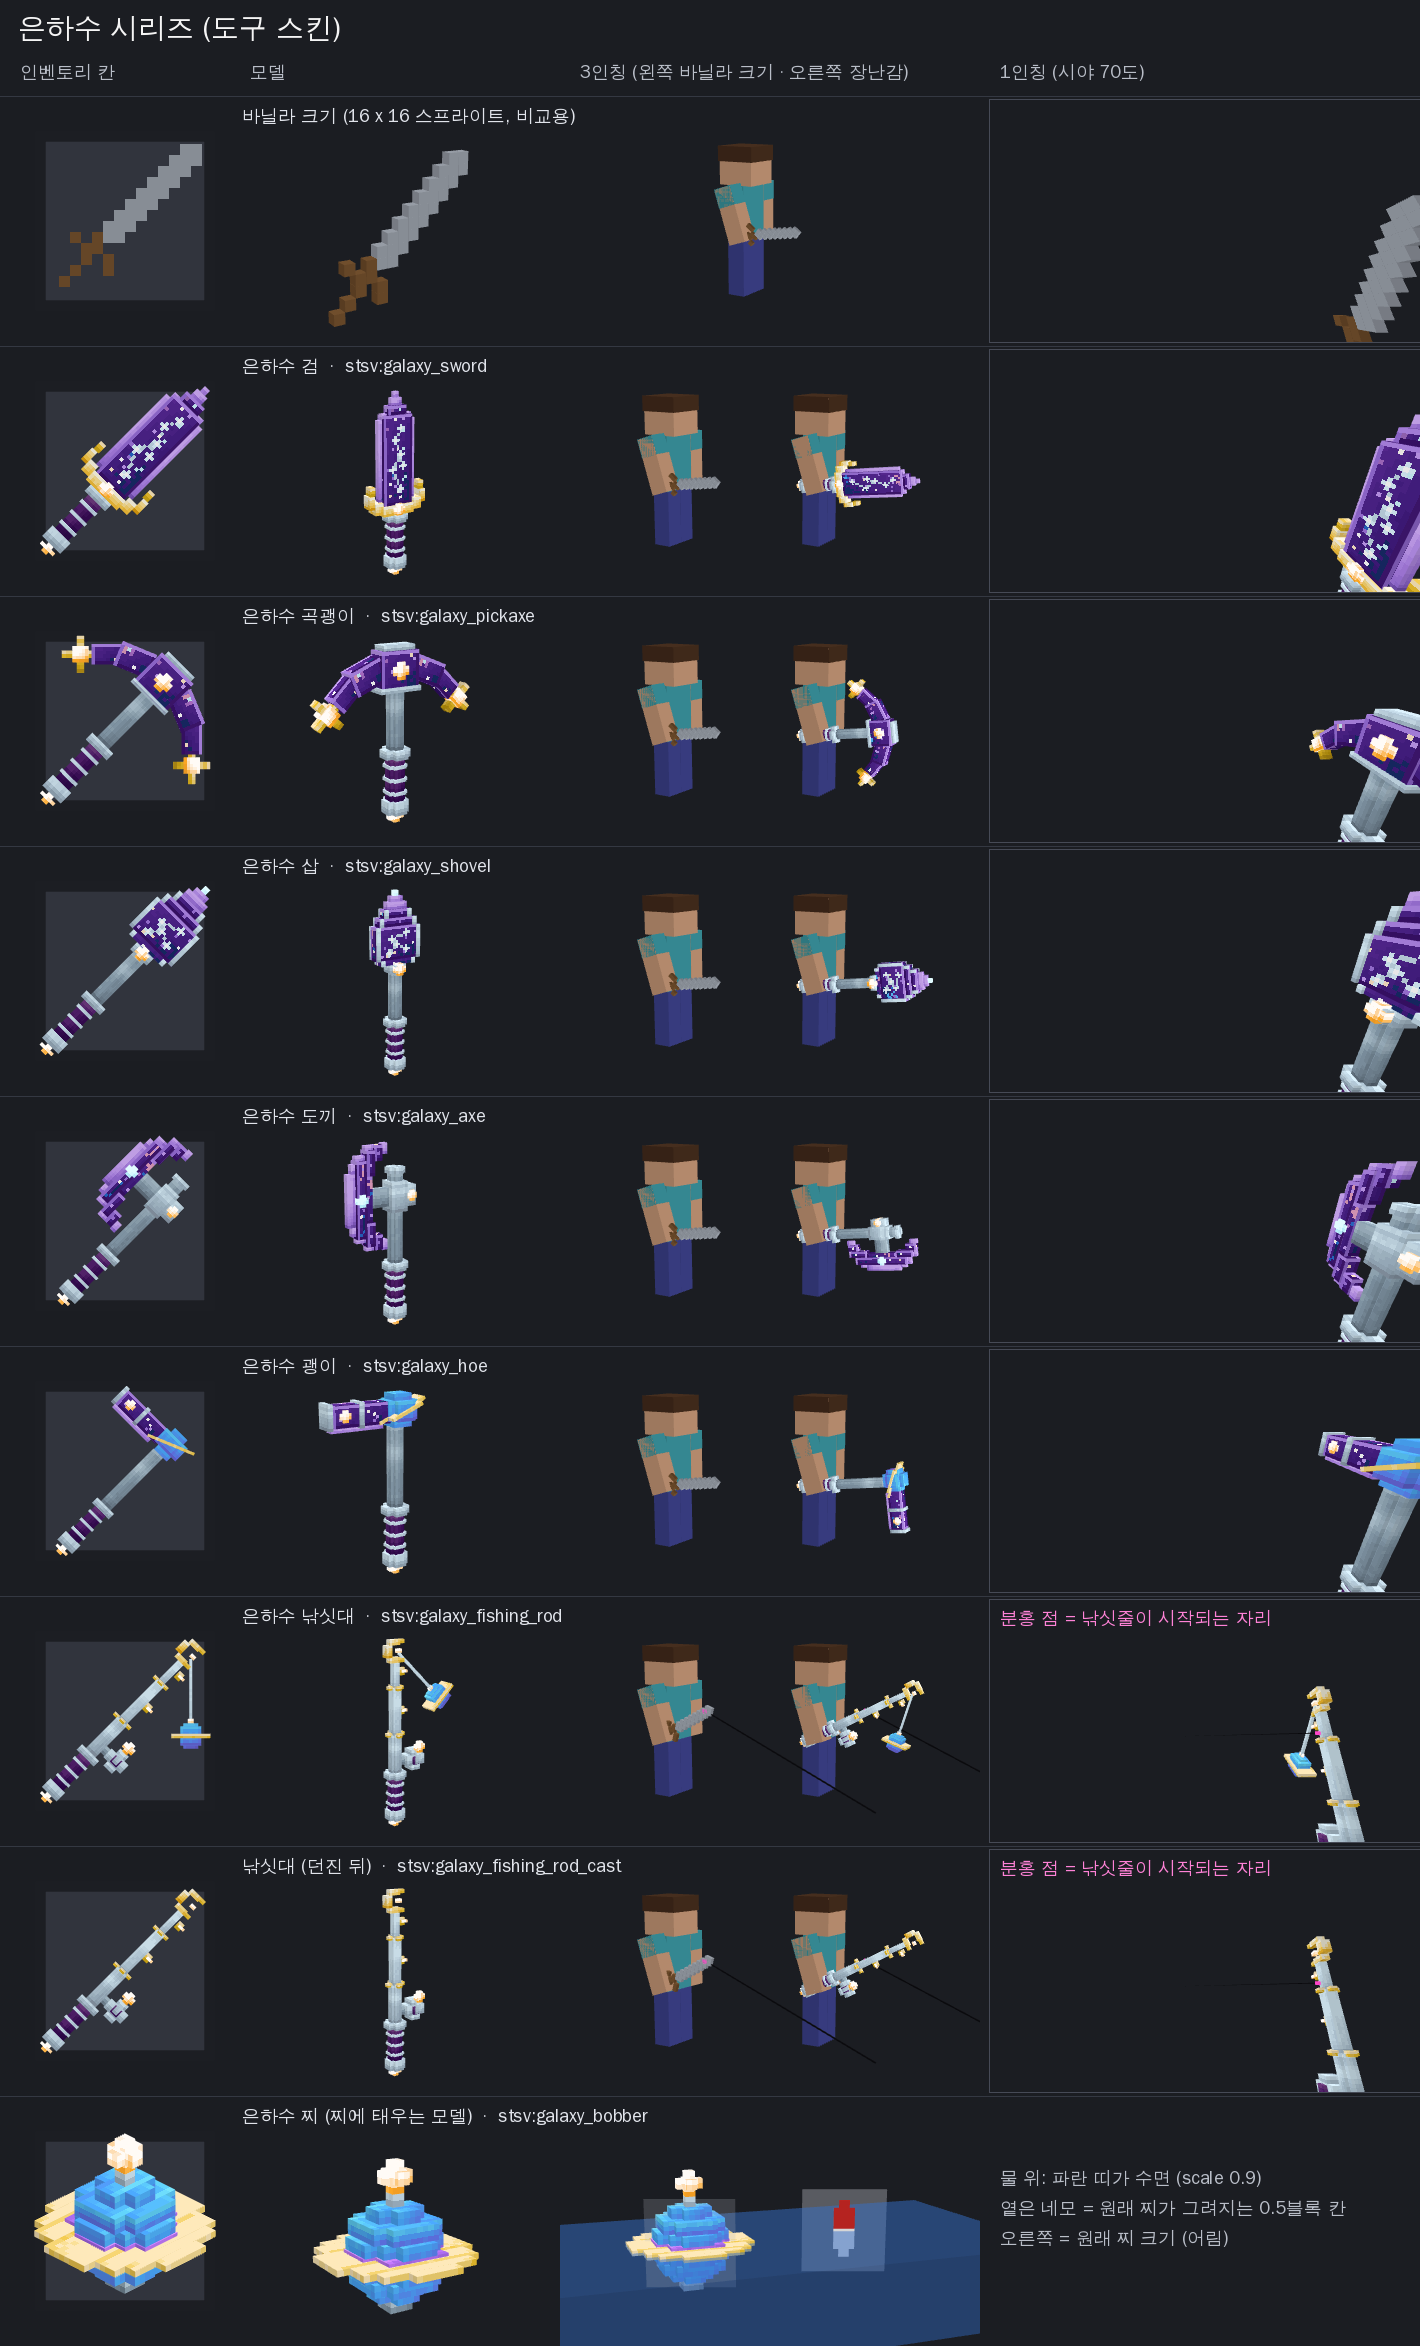 은하수 시리즈 (도구 스킨)
인벤토리 칸
모델
3인칭 (왼쪽 바닐라 크기 · 오른쪽 장난감)
1인칭 (시야 70도)
바닐라 크기 (16 x 16 스프라이트, 비교용)
은하수 검 · stsv:galaxy_sword
은하수 곡괭이 · stsv:galaxy_pickaxe
은하수 삽 · stsv:galaxy_shovel
은하수 도끼 · stsv:galaxy_axe
은하수 괭이 · stsv:galaxy_hoe
은하수 낚싯대 · stsv:galaxy_fishing_rod
분홍 점 = 낚싯줄이 시작되는 자리
낚싯대 (던진 뒤) · stsv:galaxy_fishing_rod_cast
분홍 점 = 낚싯줄이 시작되는 자리
은하수 찌 (찌에 태우는 모델) · stsv:galaxy_bobber
물 위: 파란 띠가 수면 (scale 0.9)
옅은 네모 = 원래 찌가 그려지는 0.5블록 칸
오른쪽 = 원래 찌 크기 (어림)